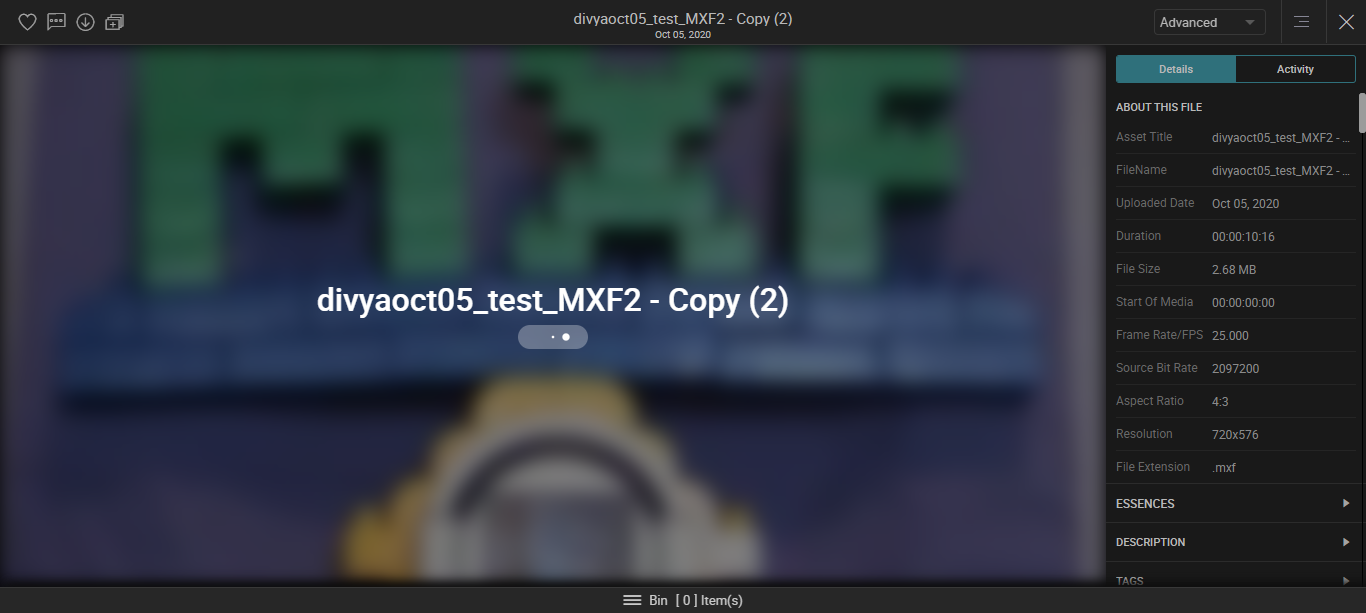 divyaoct05_test_MXF2 - Copy (2)
Oct 05, 2020
Advanced
MXF
divyaoct05_test_MXF2 - Copy (2)
Details
Activity
ABOUT THIS FILE
Asset Title divyaoct05_test_MXF2 - ...
FileName divyaoct05_test_MXF2 - ...
Uploaded Date Oct 05, 2020
Duration 00:00:10:16
File Size 2.68 MB
Start Of Media 00:00:00:00
Frame Rate/FPS 25.000
Source Bit Rate 2097200
Aspect Ratio 4:3
Resolution 720x576
File Extension .mxf
ESSENCES
DESCRIPTION
TAGS
Bin [ 0 ] Item(s)